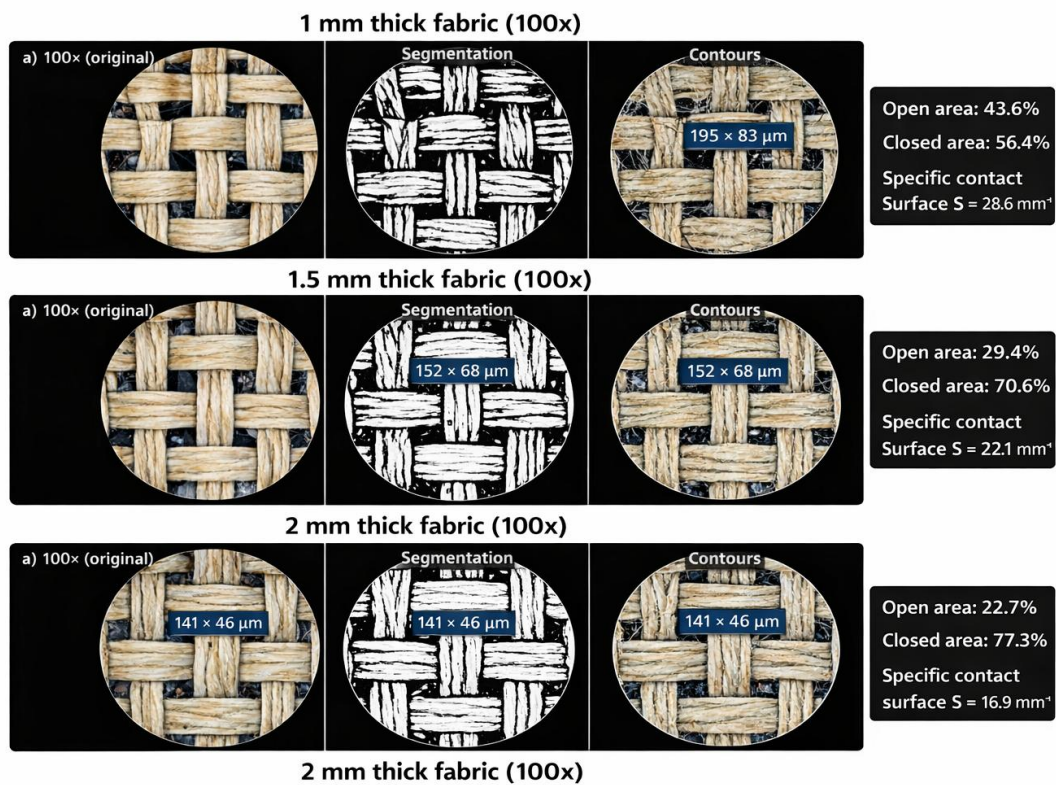 1 mm thick fabric (100x)
a) 100× (original)
Segmentation
Contours
195 × 83 μm
Open area: 43.6%
Closed area: 56.4%
Specific contact
Surface S = 28.6 mm⁻¹
1.5 mm thick fabric (100x)
a) 100× (original)
Segmentation
Contours
152 × 68 μm
152 × 68 μm
Open area: 29.4%
Closed area: 70.6%
Specific contact
Surface S = 22.1 mm⁻¹
2 mm thick fabric (100x)
a) 100× (original)
Segmentation
Contours
141 × 46 μm
141 × 46 μm
141 × 46 μm
Open area: 22.7%
Closed area: 77.3%
Specific contact
surface S = 16.9 mm⁻¹
2 mm thick fabric (100x)